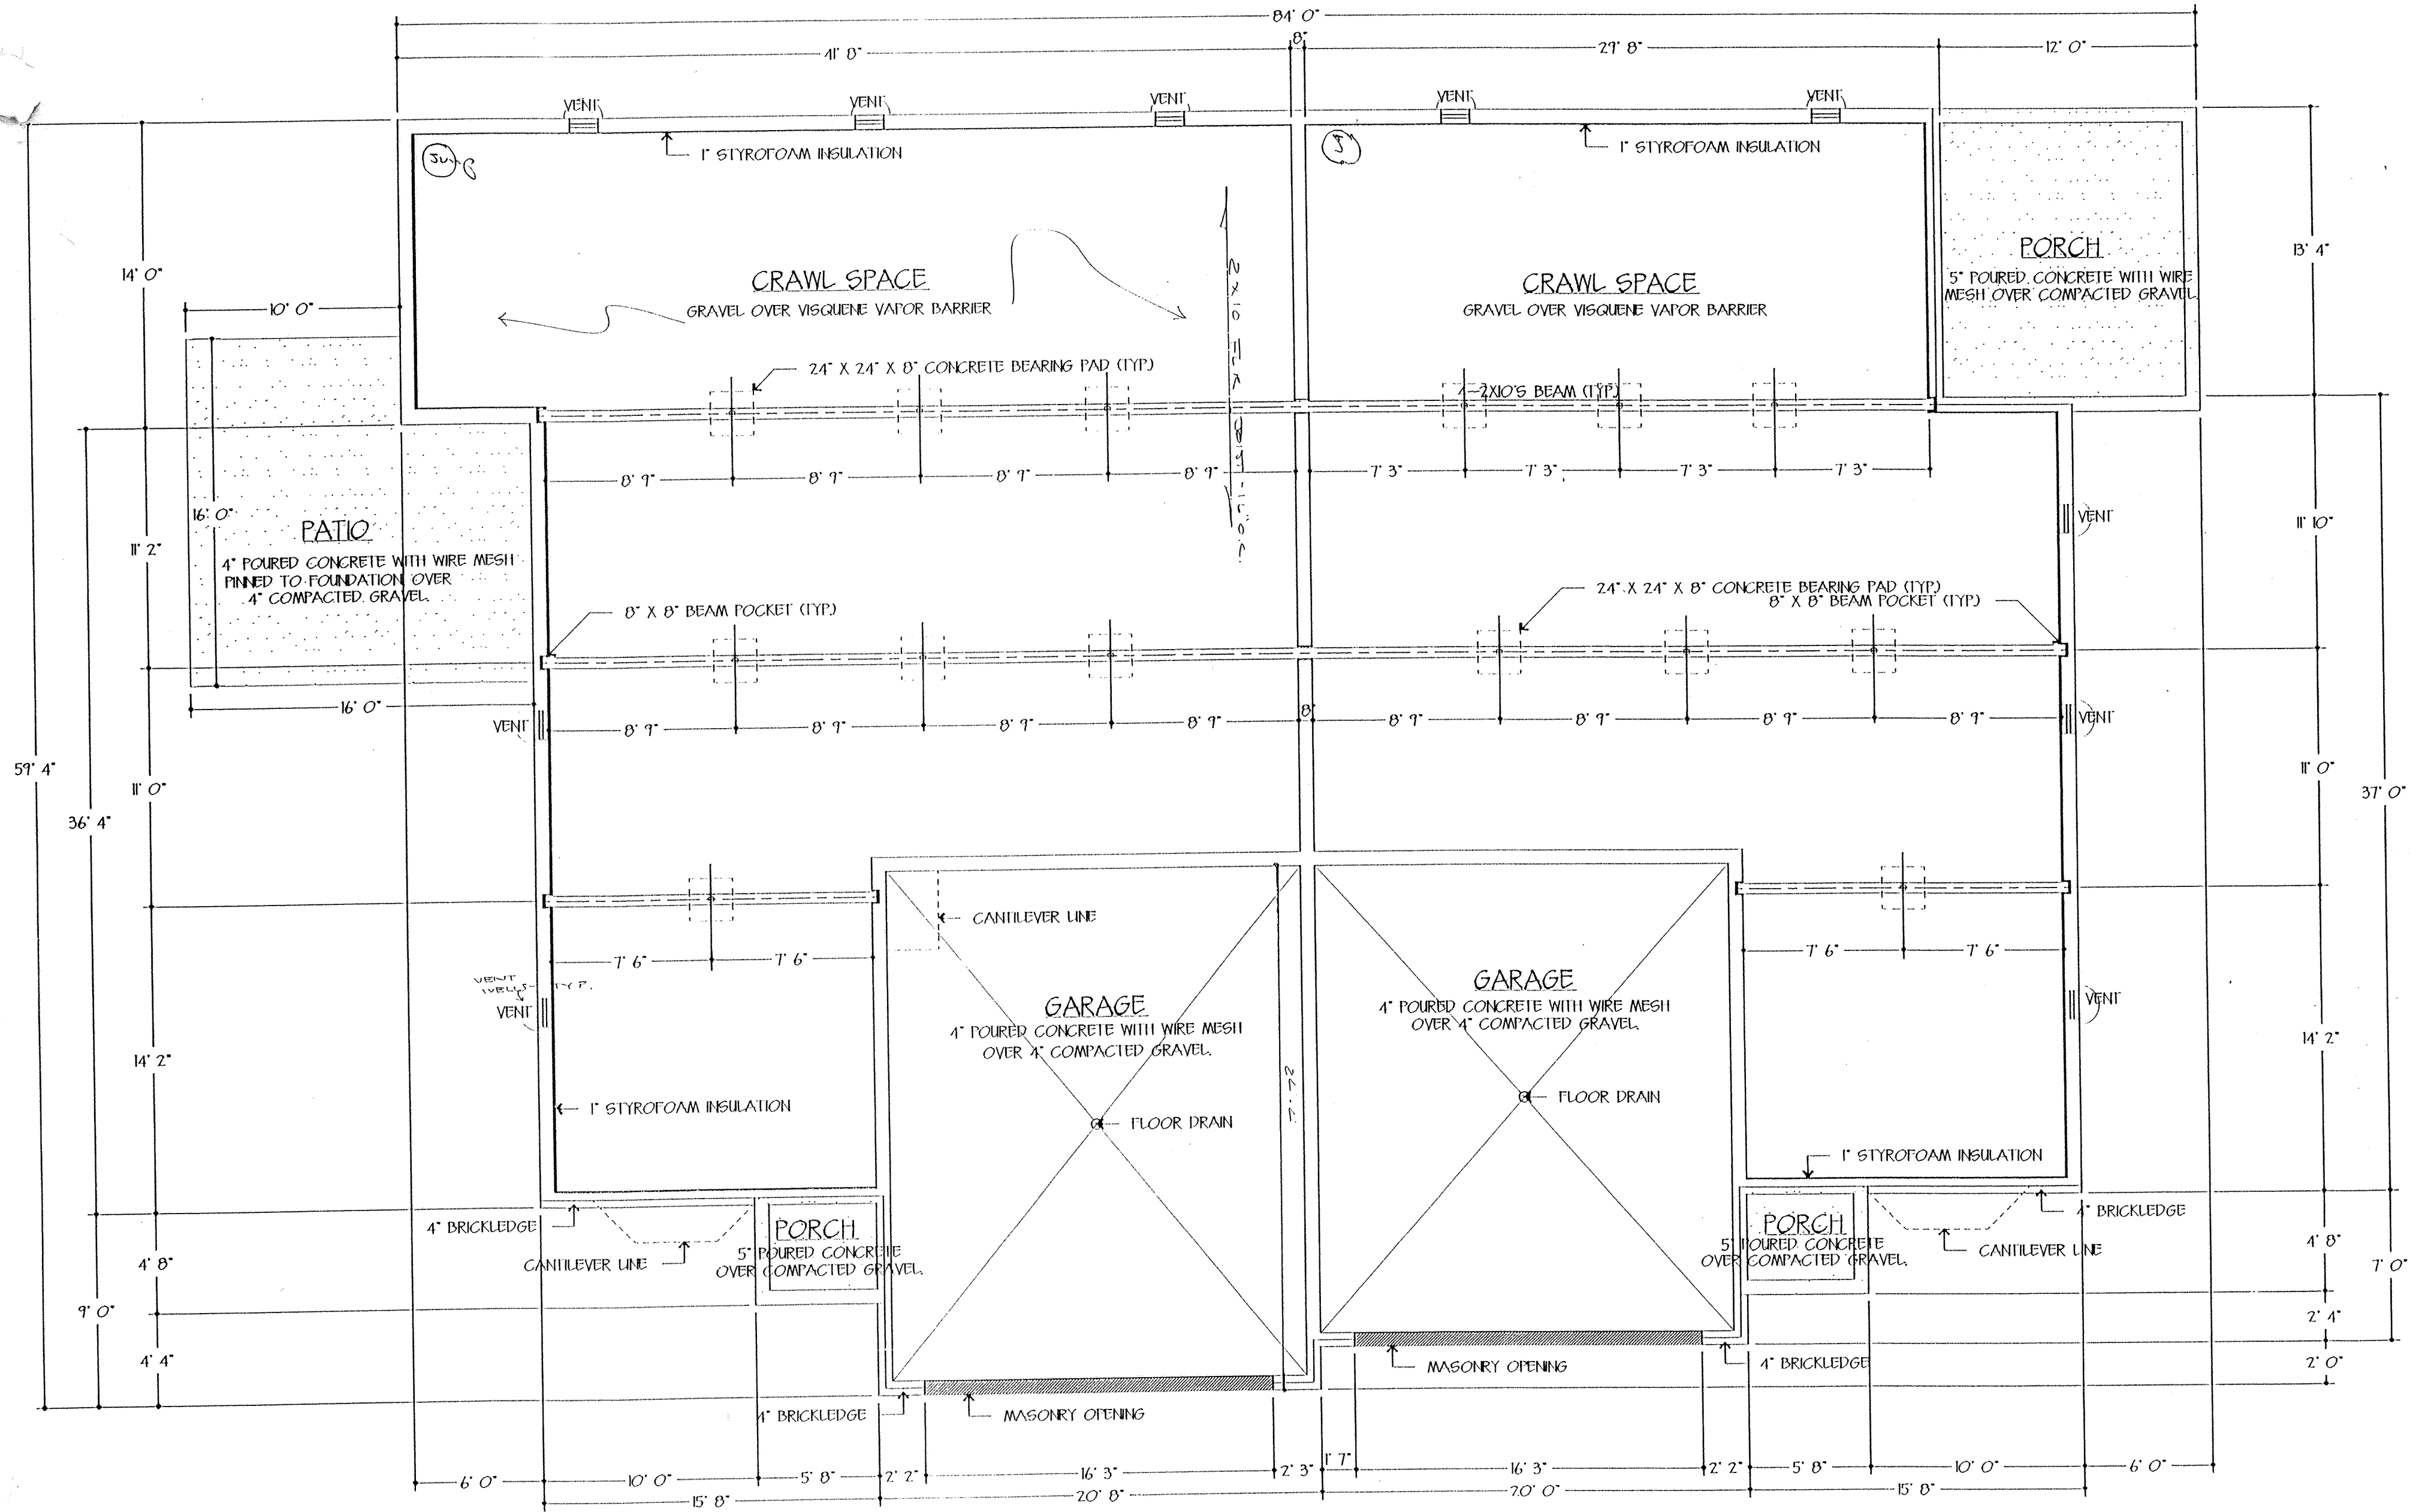 84' 0"
41' 8"
8"
29' 8"
12' 0"
VENT
VENT
VENT
VENT
VENT
1" STYROFOAM INSULATION
1" STYROFOAM INSULATION
14' 0"
13' 4"
PORCH
5" POURED CONCRETE WITH WIRE
MESH OVER COMPACTED GRAVEL
CRAWL SPACE
GRAVEL OVER VISQUENE VAPOR BARRIER
CRAWL SPACE
GRAVEL OVER VISQUENE VAPOR BARRIER
10' 0"
24" X 24" X 8" CONCRETE BEARING PAD (TYP.)
2X10'S BEAM (TYP.)
2 X 10
8' 9"
8' 9"
8' 9"
8' 9"
7' 3"
7' 3"
7' 3"
7' 3"
16' 0"
PATIO
4" POURED CONCRETE WITH WIRE MESH
PINNED TO FOUNDATION OVER
4" COMPACTED GRAVEL
11' 2"
VENT
11' 10"
8" X 8" BEAM POCKET (TYP.)
24" X 24" X 8" CONCRETE BEARING PAD (TYP.)
8" X 8" BEAM POCKET (TYP.)
16' 0"
VENT
8' 9"
8' 9"
8' 9"
8' 9"
8"
8' 9"
8' 9"
8' 9"
8' 9"
VENT
59' 4"
36' 4"
11' 0"
11' 0"
37' 0"
CANTILEVER LINE
7' 6"
7' 6"
7' 6"
7' 6"
VENT
WELLS - TYP.
VENT
VENT
GARAGE
4" POURED CONCRETE WITH WIRE MESH
OVER 4" COMPACTED GRAVEL.
GARAGE
4" POURED CONCRETE WITH WIRE MESH
OVER 4" COMPACTED GRAVEL.
14' 2"
14' 2"
1" STYROFOAM INSULATION
FLOOR DRAIN
FLOOR DRAIN
1" STYROFOAM INSULATION
4" BRICKLEDGE
CANTILEVER LINE
PORCH
5" POURED CONCRETE
OVER COMPACTED GRAVEL.
PORCH
5" POURED CONCRETE
OVER COMPACTED GRAVEL.
4" BRICKLEDGE
CANTILEVER LINE
4' 8"
4' 8"
7' 0"
9' 0"
2' 4"
4' 4"
2' 0"
4" BRICKLEDGE
MASONRY OPENING
MASONRY OPENING
4" BRICKLEDGE
6' 0"
10' 0"
5' 8"
2' 2"
16' 3"
2' 3"
1' 7"
16' 3"
2' 2"
5' 8"
10' 0"
6' 0"
15' 8"
20' 8"
20' 0"
15' 8"